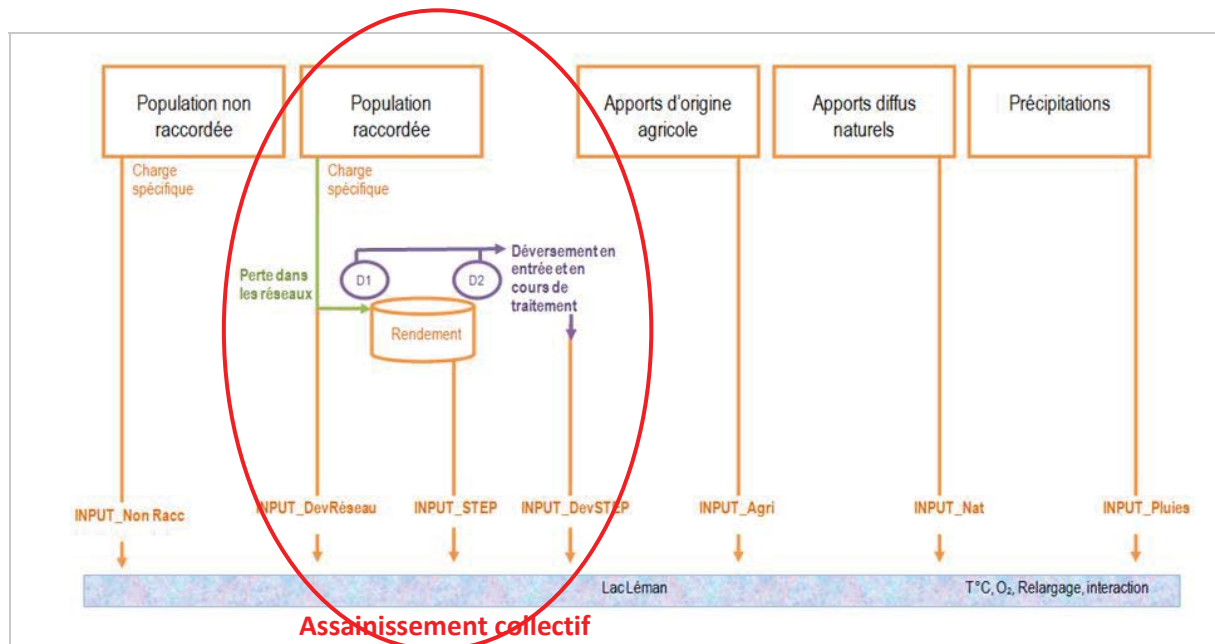 Population non
raccordée
Population
raccordée
Apports d'origine
agricole
Apports diffus
naturels
Précipitations
Charge
spécifique
Charge
spécifique
Perte dans
les réseaux
D1
D2
Déversement en
entrée et en
cours de
traitement
Rendement
INPUT_Non Racc
INPUT_DevRéseau
INPUT_STEP
INPUT_DevSTEP
INPUT_Agri
INPUT_Nat
INPUT_Pluies
Lac Léman
T°C, O₂, Relargage, interaction
Assainissement collectif